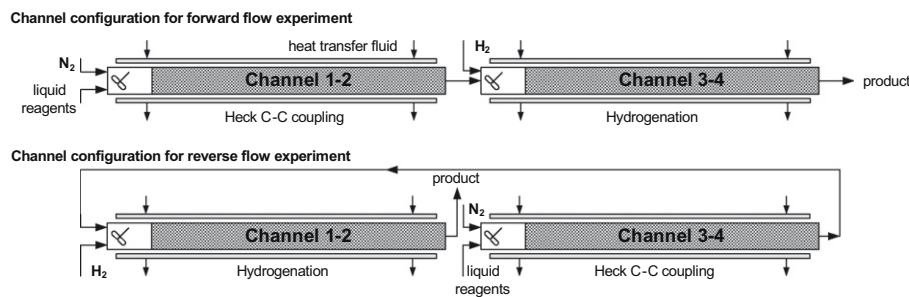 Channel configuration for forward flow experiment
heat transfer fluid
H₂
N₂
Channel 1-2
Channel 3-4
product
liquid
reagents
Heck C-C coupling
Hydrogenation
Channel configuration for reverse flow experiment
product
N₂
Channel 1-2
Channel 3-4
H₂
Hydrogenation
liquid
reagents
Heck C-C coupling